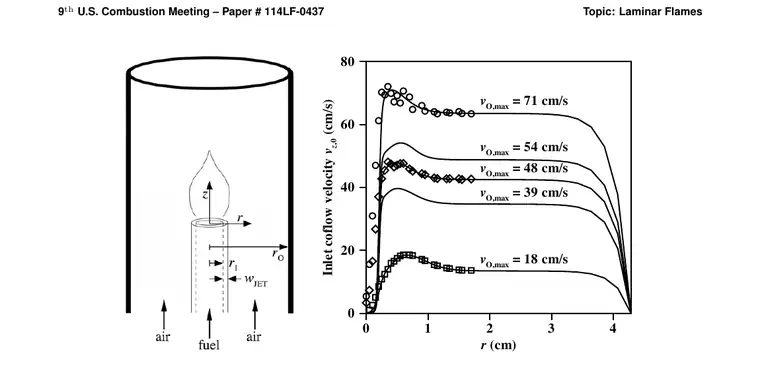 9th U.S. Combustion Meeting – Paper # 114LF-0437
Topic: Laminar Flames
z
r
rO
rI
wJET
air
fuel
air
Inlet coflow velocity vz,0 (cm/s)
80
60
40
20
0
vO,max = 71 cm/s
vO,max = 54 cm/s
vO,max = 48 cm/s
vO,max = 39 cm/s
vO,max = 18 cm/s
0 1 2 3 4
r (cm)